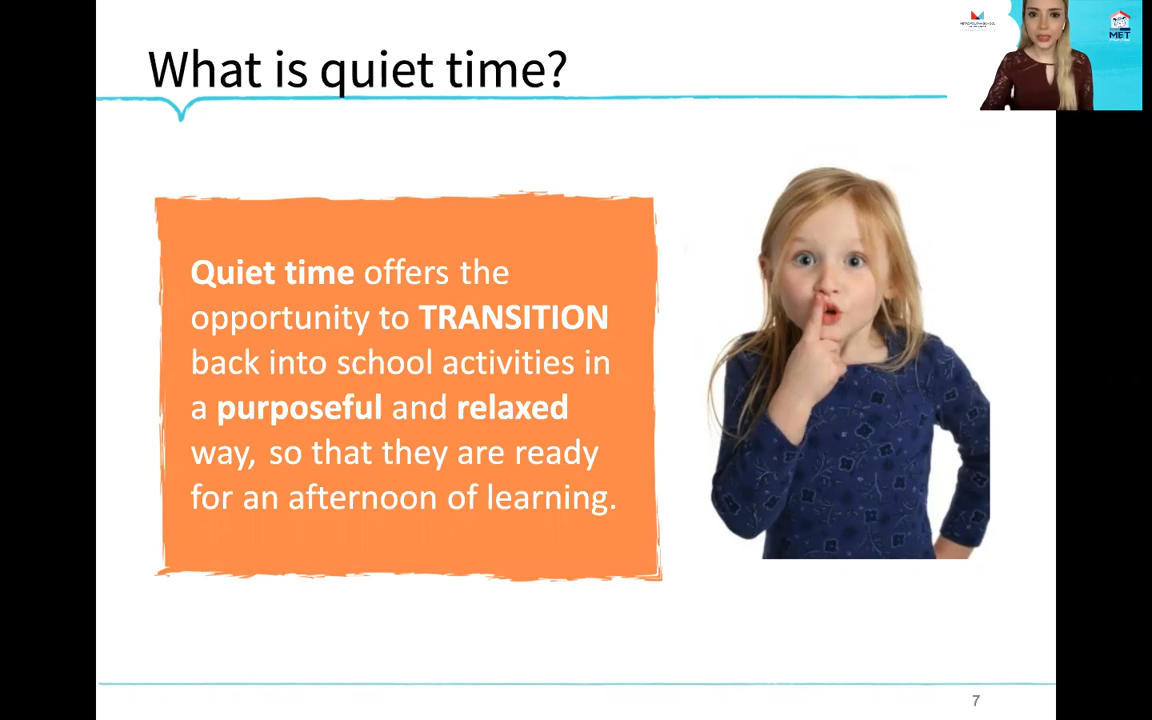 What is quiet time?
Quiet time offers the
opportunity to TRANSITION
back into school activities in
a purposeful and relaxed
way, so that they are ready
for an afternoon of learning.
MET
7